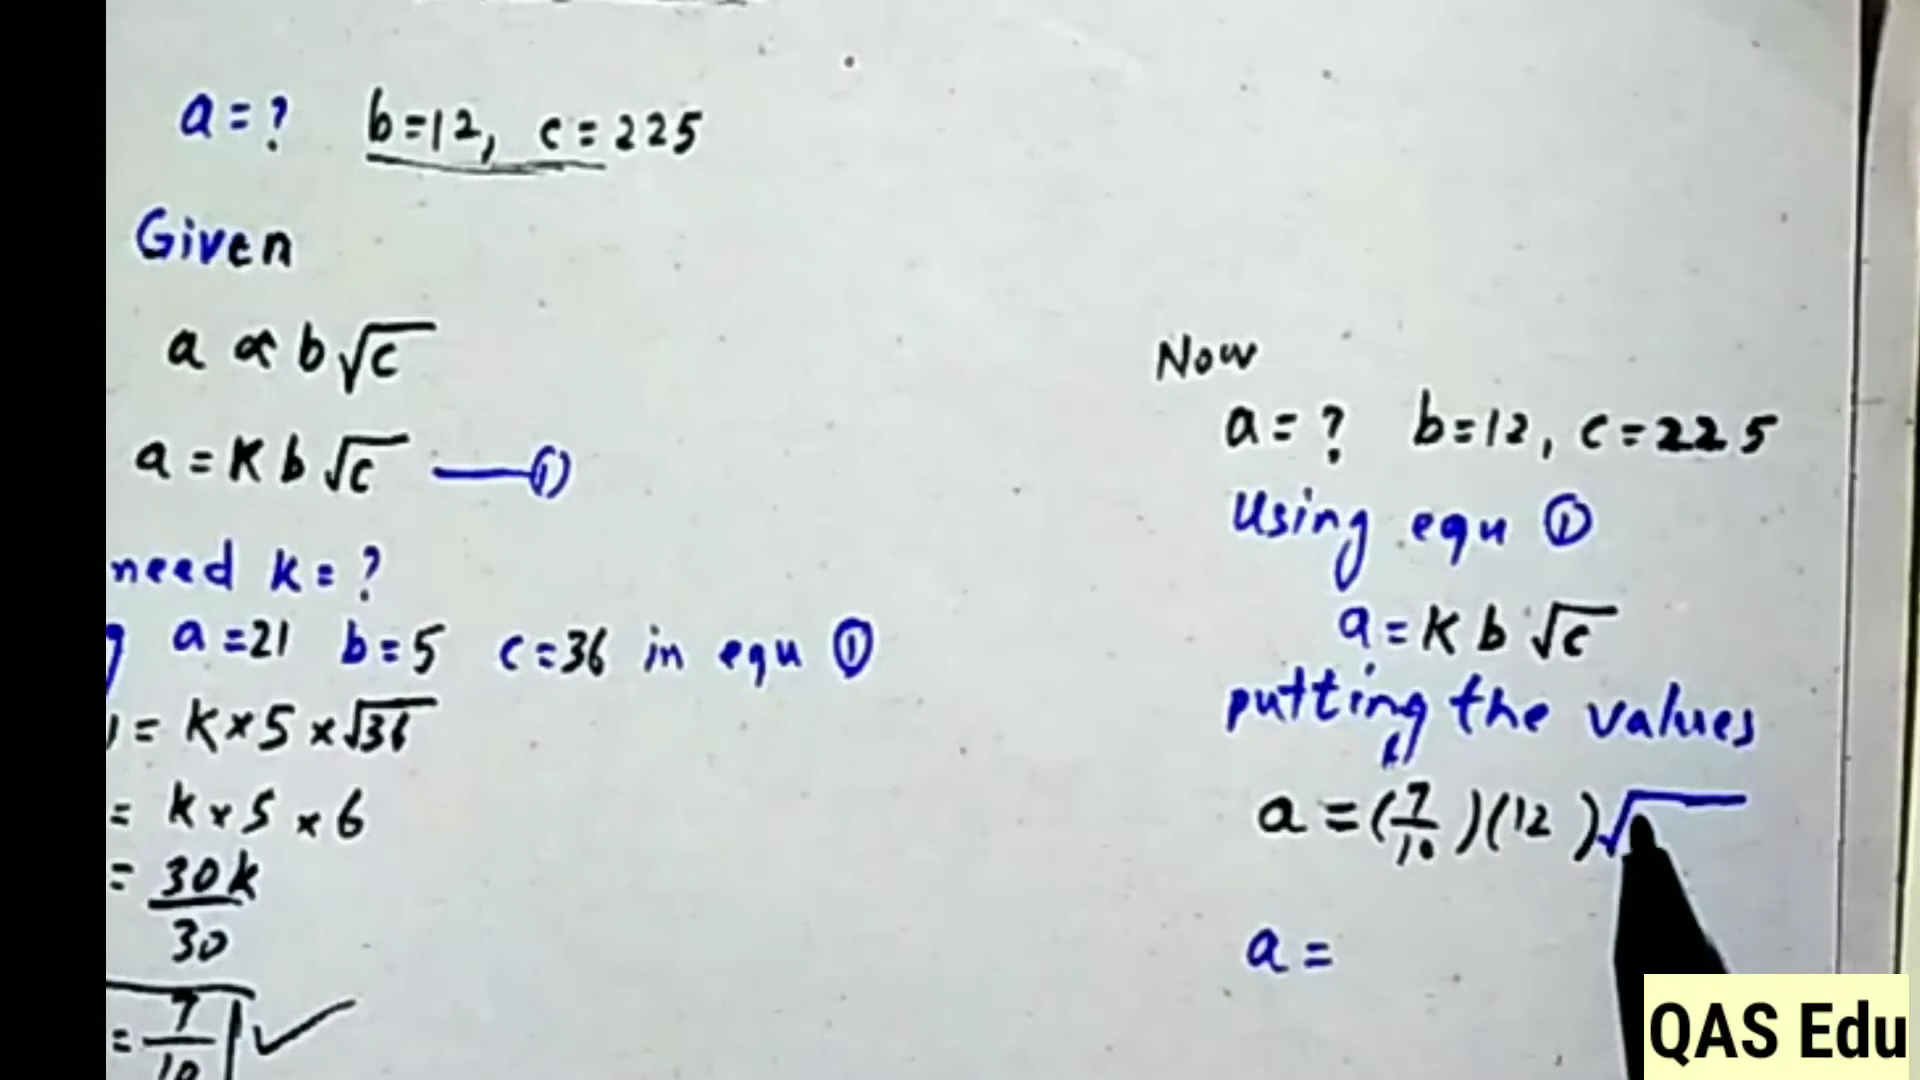 a = ? b=12, c = 225
Given
a ∝ b√c
a = K b √c —— ①
need k = ?
a = 21 b = 5 c = 36 in equ ①
= K × 5 × √36
= k × 5 × 6
= 30k
30
= 7
10
Now
a = ? b=12, c = 225
Using equ ①
a = K b √c
putting the values
a = (7/10)(12)√
a =
QAS Edu